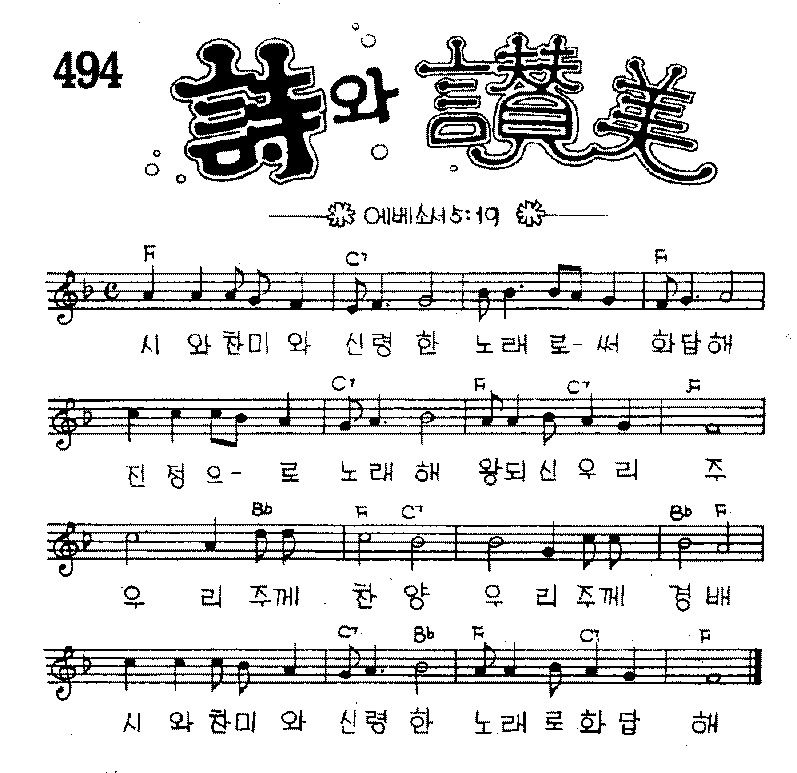 494
詩와 讚美
에베소서 5:19
F C7 F
시 와 찬미 와 신령 한 노래 로-써 화답해
C7 F C7 F
진 정 으- 로 노래 해 왕되신 우 리 주
Bb F C7 Bb F
우 리 주께 찬 양 우 리 주께 경 배
C7 Bb F C7 F
시 와 찬미 와 신령 한 노래 로 화 답 해